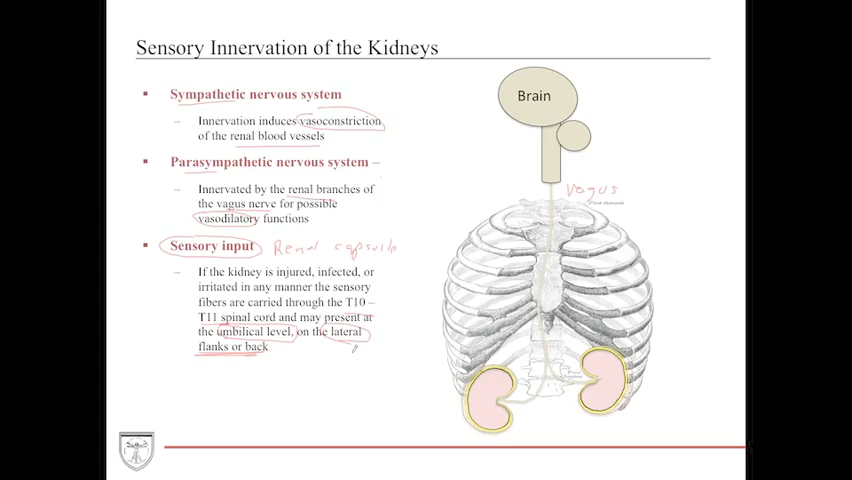 Sensory Innervation of the Kidneys
▪ Sympathetic nervous system
– Innervation induces vasoconstriction
of the renal blood vessels
▪ Parasympathetic nervous system –
– Innervated by the renal branches of
the vagus nerve for possible
vasodilatory functions
▪ Sensory input Renal capsule
– If the kidney is injured, infected, or
irritated in any manner the sensory
fibers are carried through the T10 –
T11 spinal cord and may present at
the umbilical level, on the lateral
flanks or back
Brain
Vagus